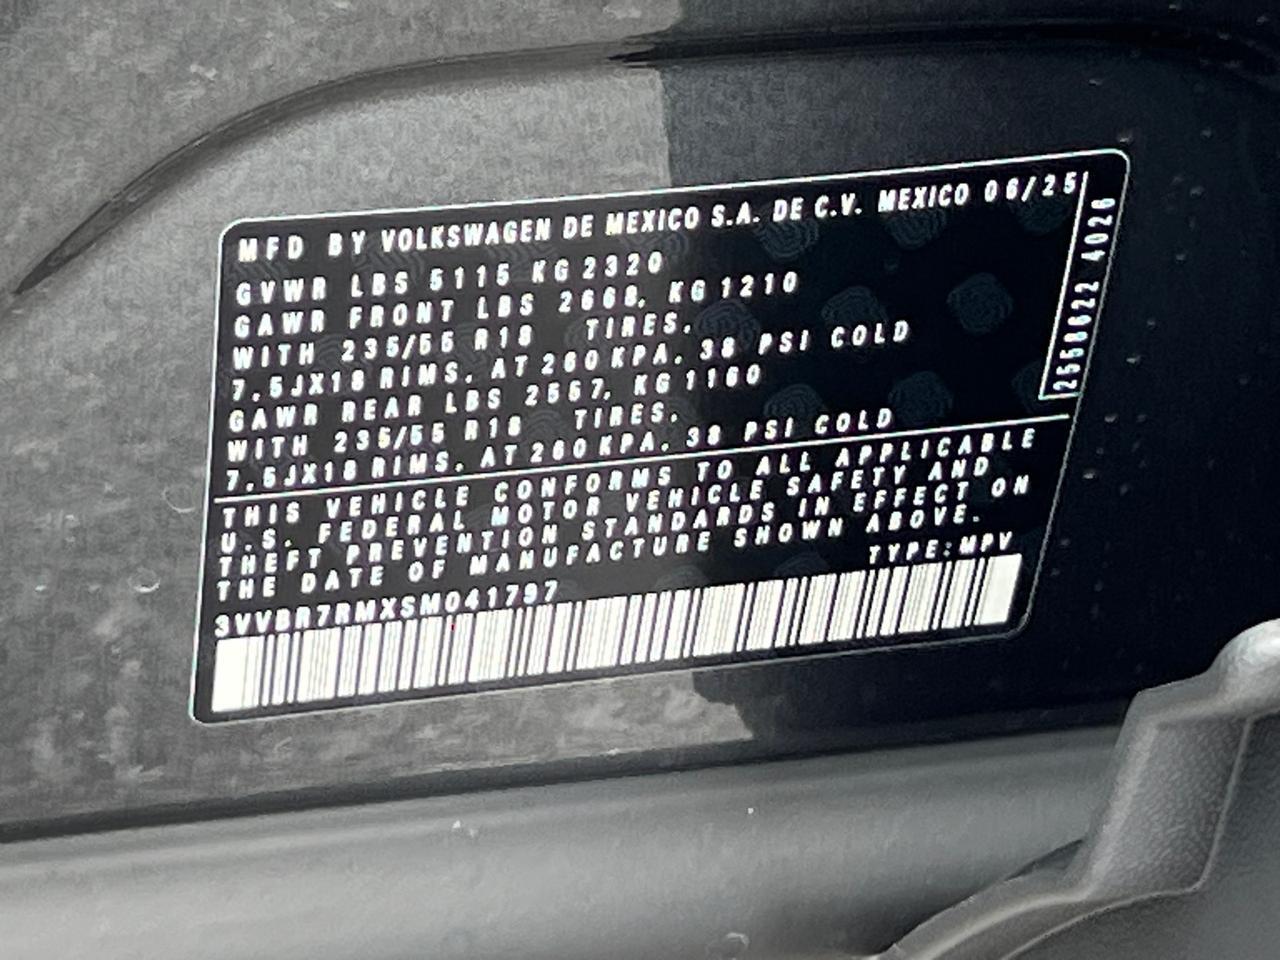 MFD BY VOLKSWAGEN DE MEXICO S.A. DE C.V. MEXICO 06/25
GVWR LBS 5115 KG 2320
GAWR FRONT LBS 2668, KG 1210
WITH 235/55 R18 TIRES,
7.5JX18 RIMS, AT 260 KPA, 38 PSI COLD
GAWR REAR LBS 2557, KG 1160
WITH 235/55 R18 TIRES,
7.5JX18 RIMS, AT 260 KPA, 38 PSI COLD
THIS VEHICLE CONFORMS TO ALL APPLICABLE
U.S. FEDERAL MOTOR VEHICLE SAFETY AND
THEFT PREVENTION STANDARDS IN EFFECT ON
THE DATE OF MANUFACTURE SHOWN ABOVE.
TYPE:MPV
3VVBR7RMXSM041797
2558622 4026